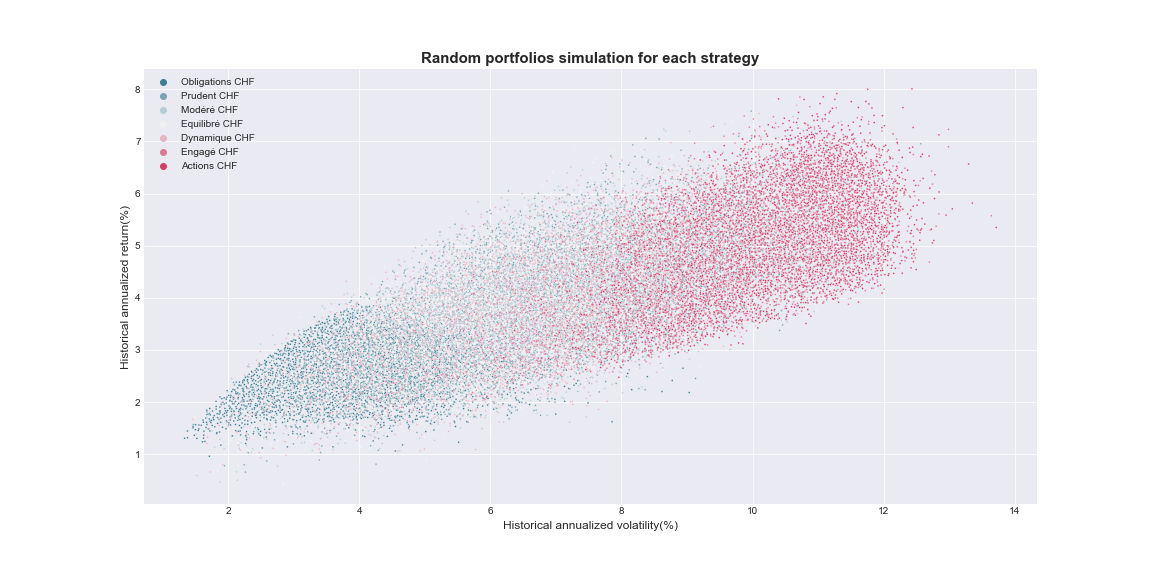 Random portfolios simulation for each strategy
Obligations CHF
Prudent CHF
Modéré CHF
Equilibré CHF
Dynamique CHF
Engagé CHF
Actions CHF
Historical annualized return(%)
8
7
6
5
4
3
2
1
2 4 6 8 10 12 14
Historical annualized volatility(%)